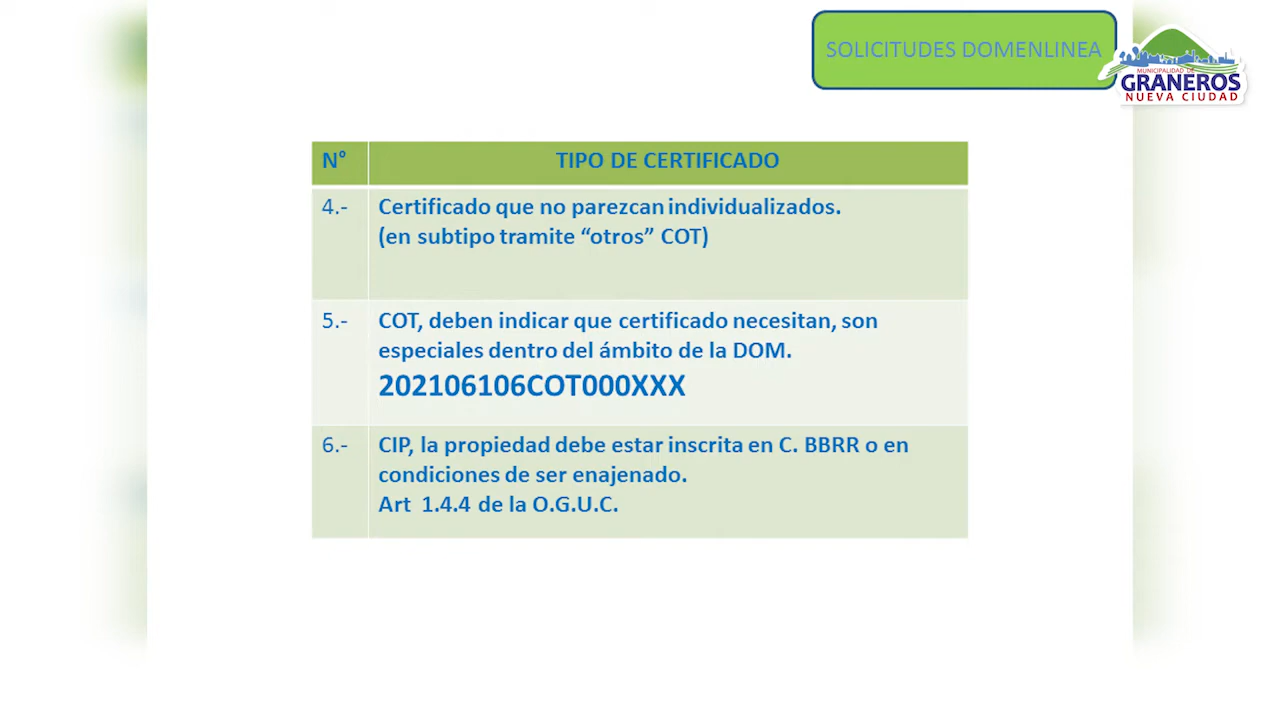 SOLICITUDES DOMENLINEA
MUNICIPALIDAD DE
GRANEROS
NUEVA CIUDAD
N° TIPO DE CERTIFICADO
4.- Certificado que no parezcan individualizados.
(en subtipo tramite “otros” COT)
5.- COT, deben indicar que certificado necesitan, son
especiales dentro del ámbito de la DOM.
202106106COT000XXX
6.- CIP, la propiedad debe estar inscrita en C. BBRR o en
condiciones de ser enajenado.
Art 1.4.4 de la O.G.U.C.